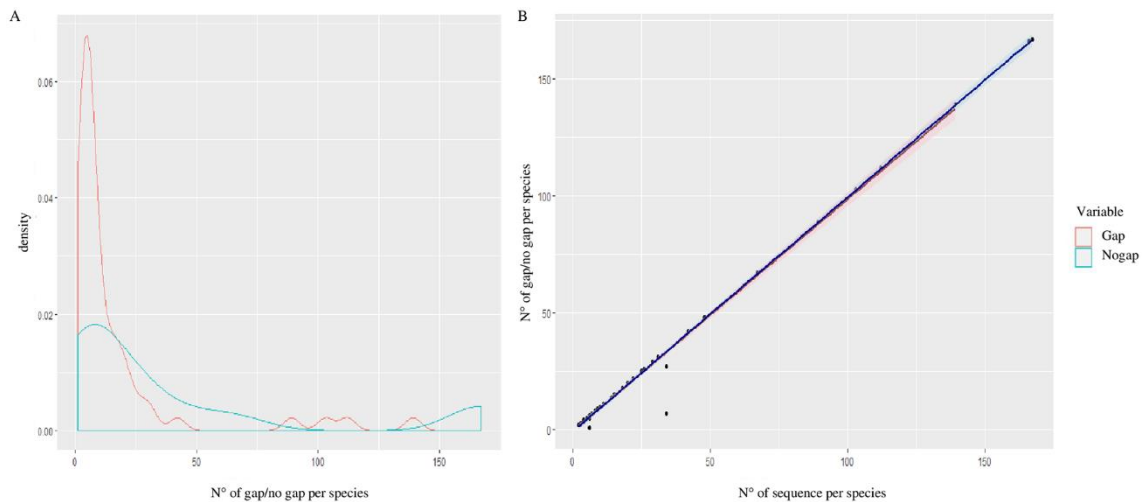 A
B
0.06
0.04
0.02
0.00
density
0
50
100
150
N° of gap/no gap per species
150
100
50
0
N° of gap/no gap per species
0
50
100
150
N° of sequence per species
Variable
Gap
Nogap